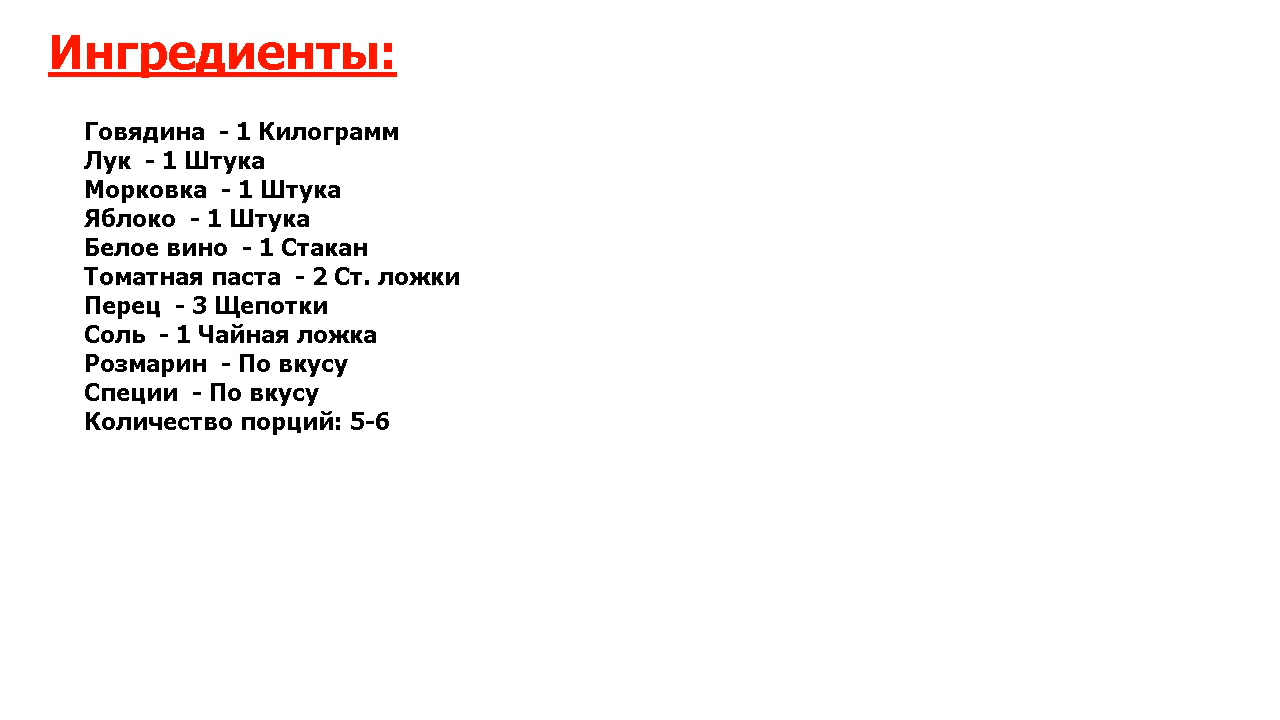 Ингредиенты:
Говядина  - 1 Килограмм
Лук  - 1 Штука
Морковка  - 1 Штука
Яблоко  - 1 Штука
Белое вино  - 1 Стакан
Томатная паста  - 2 Ст. ложки
Перец  - 3 Щепотки
Соль  - 1 Чайная ложка
Розмарин  - По вкусу
Специи  - По вкусу
Количество порций: 5-6